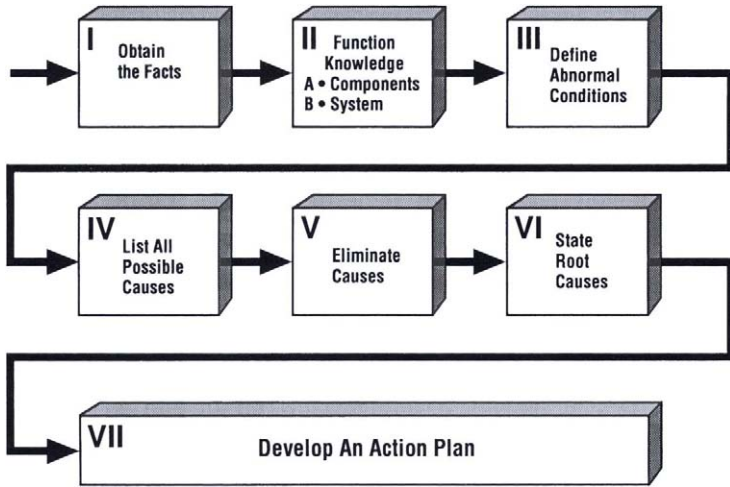 I
Obtain
the Facts
II
Function
Knowledge
A • Components
B • System
III
Define
Abnormal
Conditions
IV
List All
Possible
Causes
V
Eliminate
Causes
VI
State
Root
Causes
VII
Develop An Action Plan